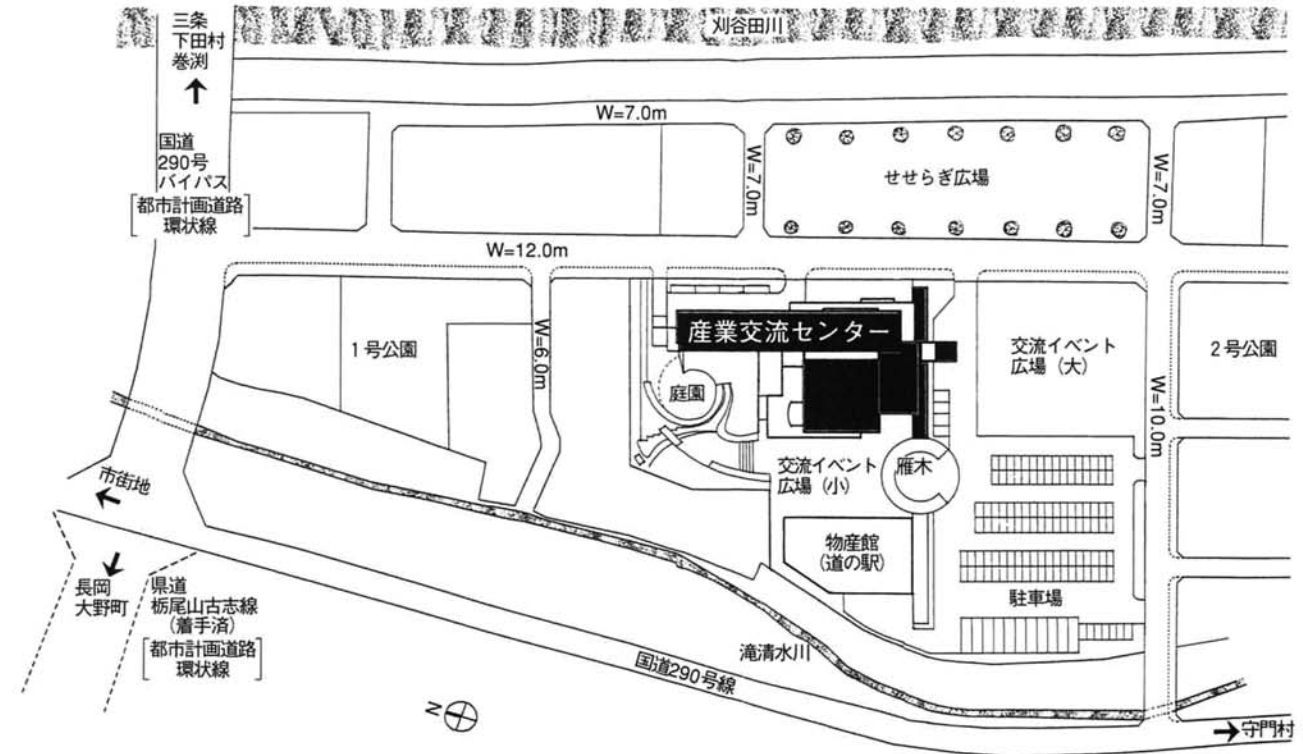 刈谷田川
三条
下田村
巻渕
国道
290号
バイパス
都市計画道路
環状線
W=7.0m
W=7.0m
せせらぎ広場
W=7.0m
W=12.0m
1号公園
W=6.0m
産業交流センター
庭園
交流イベント
広場(大)
2号公園
W=10.0m
交流イベント
広場(小)
雁木
物産館
(道の駅)
駐車場
市街地
長岡
大野町
県道
栃尾山古志線
(着手済)
都市計画道路
環状線
滝清水川
国道290号線
N
守門村